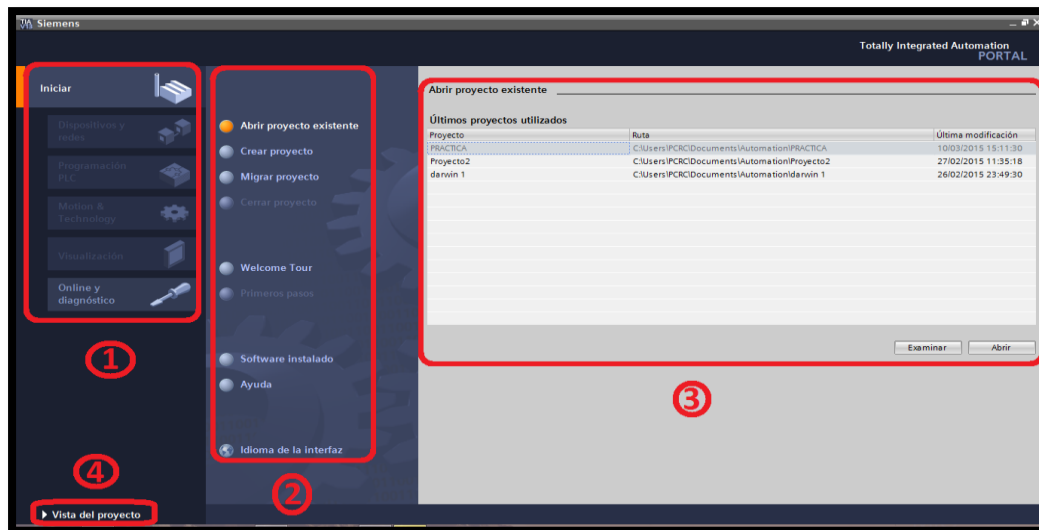 Siemens
Totally Integrated Automation
PORTAL
Iniciar
Dispositivos y
redes
Programación
PLC
Motion &
Technology
Visualización
Online y
diagnóstico
1
4
Vista del proyecto
Abrir proyecto existente
Crear proyecto
Migrar proyecto
Cerrar proyecto
Welcome Tour
Primeros pasos
Software instalado
Ayuda
Idioma de la interfaz
2
Abrir proyecto existente
Últimos proyectos utilizados
Proyecto Ruta Última modificación
PRACTICA C:\Users\PCRC\Documents\Automation\PRACTICA 10/03/2015 15:11:30
Proyecto2 C:\Users\PCRC\Documents\Automation\Proyecto2 27/02/2015 11:35:18
darwin 1 C:\Users\PCRC\Documents\Automation\darwin 1 26/02/2015 23:49:30
Examinar Abrir
3